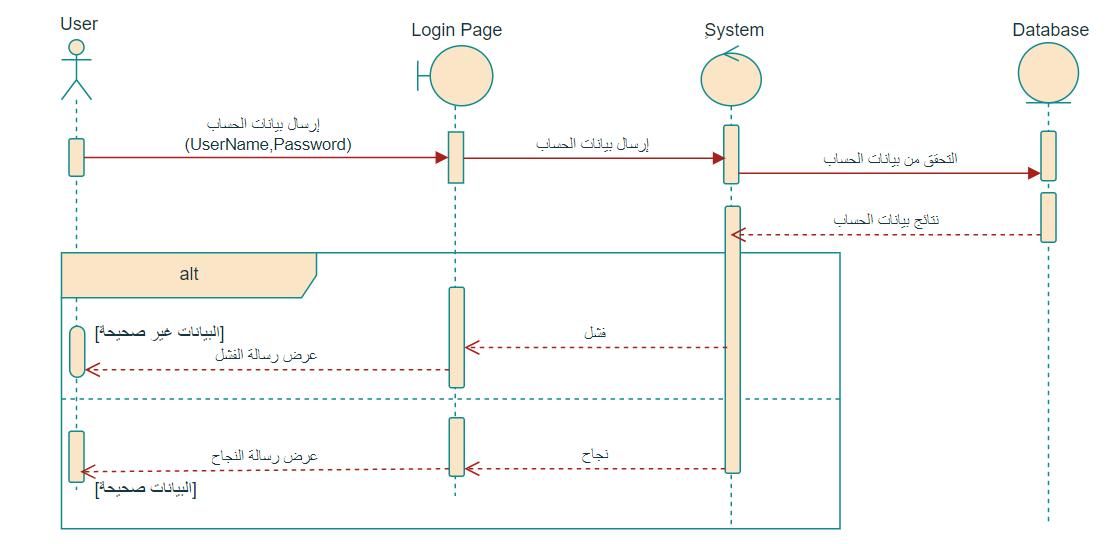 User
Login Page
System
Database
إرسال بيانات الحساب
(UserName,Password)
إرسال بيانات الحساب
التحقق من بيانات الحساب
نتائج بيانات الحساب
alt
[البيانات غير صحيحة]
فشل
عرض رسالة الفشل
نجاح
عرض رسالة النجاح
[البيانات صحيحة]